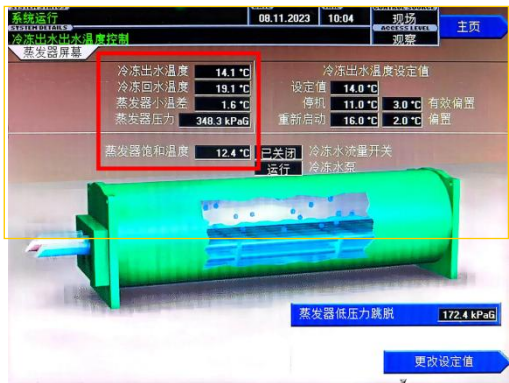 系统运行 08.11.2023 10:04 现场
SYSTEM DETAILS ACCESS LEVEL 主页
冷冻出水出水温度控制 观察
蒸发器屏幕
冷冻出水温度 14.1 °C 冷冻出水温度设定值
冷冻回水温度 19.1 °C 设定值 14.0 °C
蒸发器小温差 1.6 °C 停机 11.0 °C 3.0 °C 有效偏置
蒸发器压力 348.3 kPaG 重新启动 16.0 °C 2.0 °C 偏置
蒸发器饱和温度 12.4 °C 已关闭 冷冻水流量开关
运行 冷冻水泵
蒸发器低压力跳脱 172.4 kPaG
更改设定值